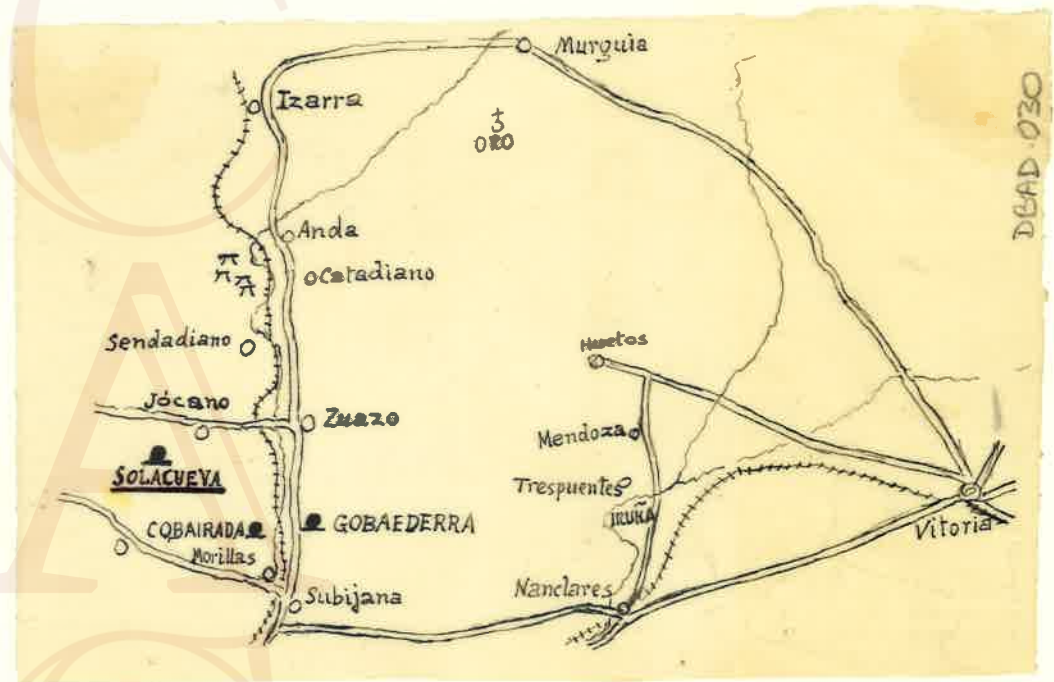 Murguia
Izarra
ORO
DBAD-030
Anda
Catadiano
Sendadiano
Huetos
Jócano
Zuazo
Mendoza
SOLACUEVA
Trespuentes
IRUÑA
COBAIRADA
GOBAEDERRA
Vitoria
Morillas
Nanclares
Subijana